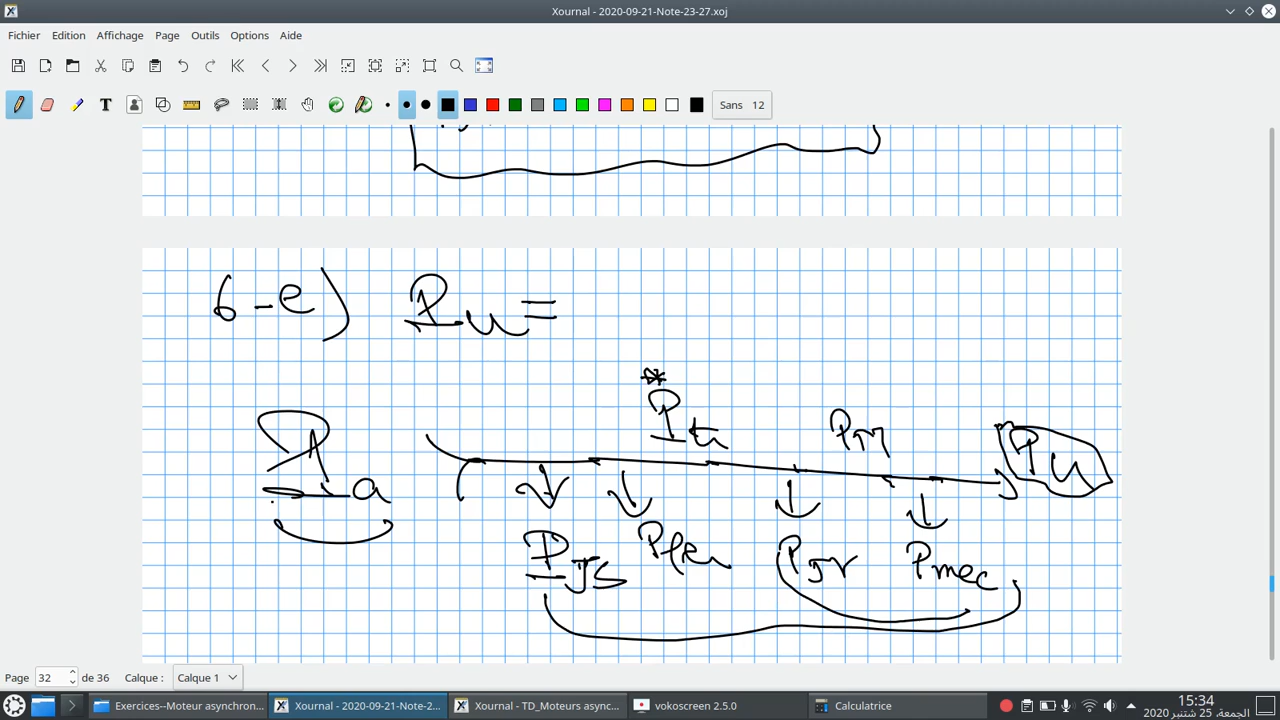 Xournal - 2020-09-21-Note-23-27.xoj
Fichier Edition Affichage Page Outils Options Aide
Sans 12
6-e) Pu =
* Ptr PM Pu
Pa
PJS Pfer PJr Pmec
Page 32 de 36 Calque : Calque 1
Exercices--Moteur asynchron... Xournal - 2020-09-21-Note-2... Xournal - TD_Moteurs async... vokoscreen 2.5.0 Calculatrice
15:34
الجمعة، 25 شتنبر 2020